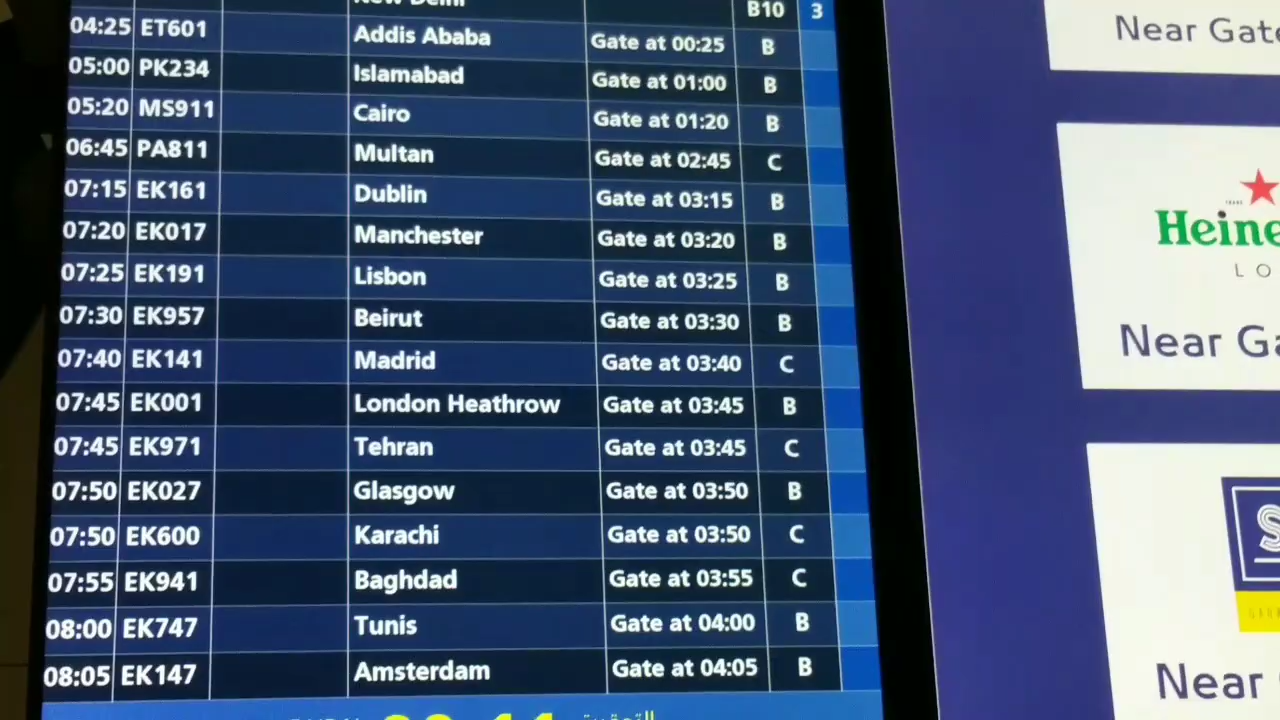 New Delhi B10 3
04:25 ET601 Addis Ababa Gate at 00:25 B
05:00 PK234 Islamabad Gate at 01:00 B
05:20 MS911 Cairo Gate at 01:20 B
06:45 PA811 Multan Gate at 02:45 C
07:15 EK161 Dublin Gate at 03:15 B
07:20 EK017 Manchester Gate at 03:20 B
07:25 EK191 Lisbon Gate at 03:25 B
07:30 EK957 Beirut Gate at 03:30 B
07:40 EK141 Madrid Gate at 03:40 C
07:45 EK001 London Heathrow Gate at 03:45 B
07:45 EK971 Tehran Gate at 03:45 C
07:50 EK027 Glasgow Gate at 03:50 B
07:50 EK600 Karachi Gate at 03:50 C
07:55 EK941 Baghdad Gate at 03:55 C
08:00 EK747 Tunis Gate at 04:00 B
08:05 EK147 Amsterdam Gate at 04:05 B
Near Gate
Heine
LO
Near Ga
S
Near